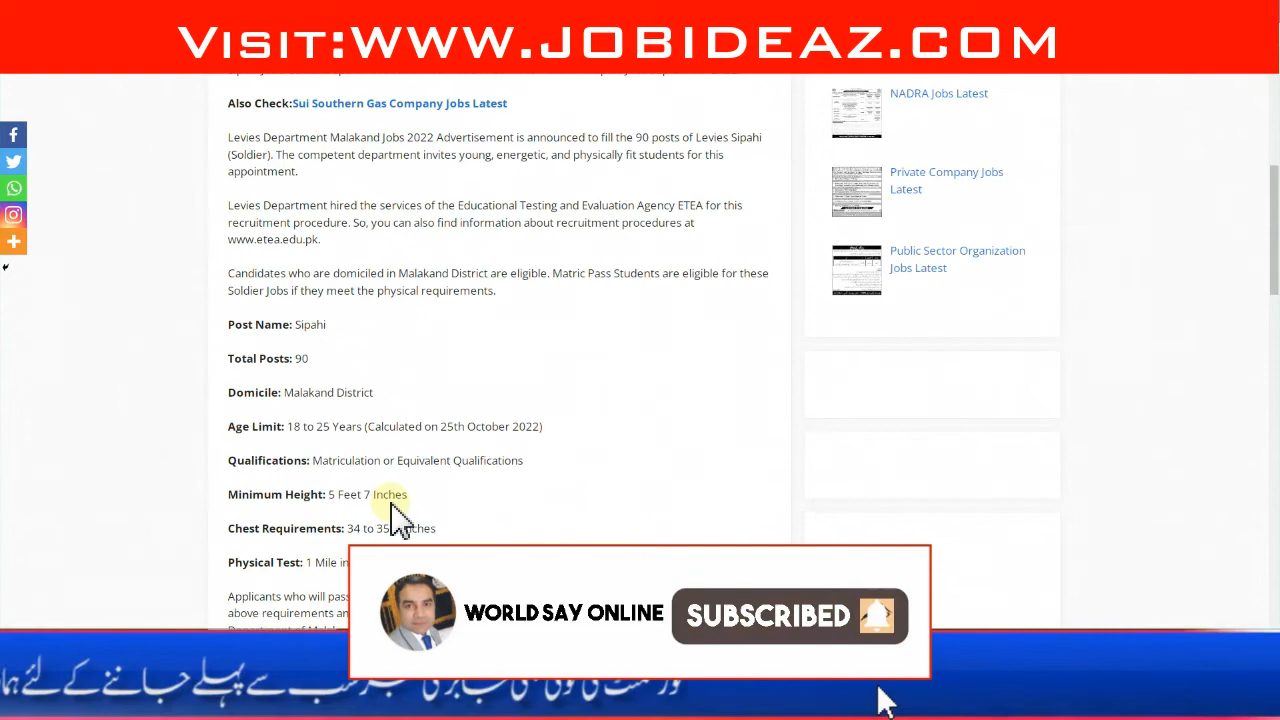 Visit:WWW.JOBIDEAZ.COM
Also Check:Sui Southern Gas Company Jobs Latest
Levies Department Malakand Jobs 2022 Advertisement is announced to fill the 90 posts of Levies Sipahi
(Soldier). The competent department invites young, energetic, and physically fit students for this
appointment.
Levies Department hired the services of the Educational Testing and Evaluation Agency ETEA for this
recruitment procedure. So, you can also find information about recruitment procedures at
www.etea.edu.pk.
Candidates who are domiciled in Malakand District are eligible. Matric Pass Students are eligible for these
Soldier Jobs if they meet the physical requirements.
Post Name: Sipahi
Total Posts: 90
Domicile: Malakand District
Age Limit: 18 to 25 Years (Calculated on 25th October 2022)
Qualifications: Matriculation or Equivalent Qualifications
Minimum Height: 5 Feet 7 Inches
Chest Requirements: 34 to 35
Physical Test: 1 Mile in
Applicants who will pass
above requirements
NADRA Jobs Latest
Private Company Jobs
Latest
Public Sector Organization
Jobs Latest
WORLD SAY ONLINE
SUBSCRIBED
سب سے پہلے جاننے کے لئے